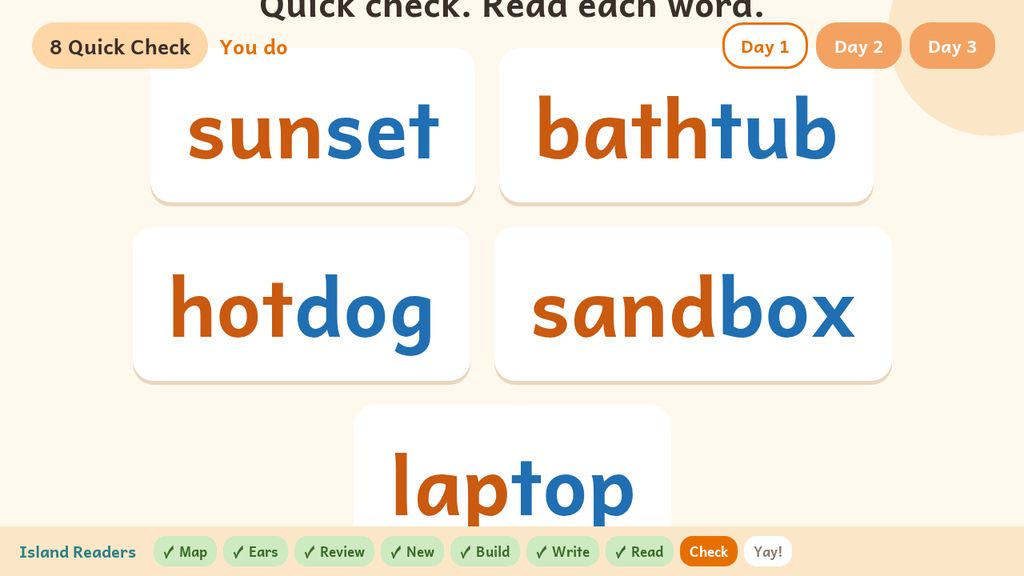 Quick check. Read each word.
8 Quick Check You do Day 1 Day 2 Day 3
sunset bathtub
hotdog sandbox
laptop
Island Readers ✓ Map ✓ Ears ✓ Review ✓ New ✓ Build ✓ Write ✓ Read Check Yay!